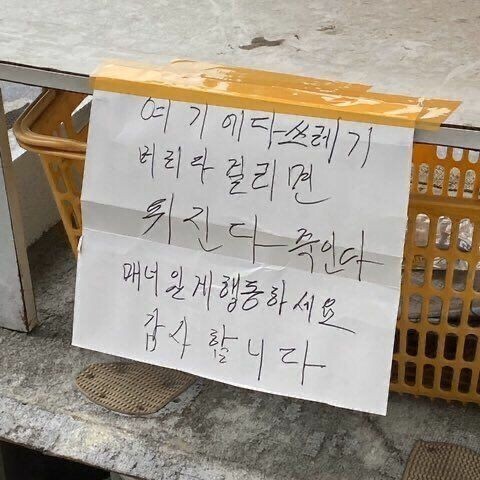 여기에다쓰레기
버리다 걸리면
뒤진다 죽인다
매너 있게 행동하세요
감사합니다